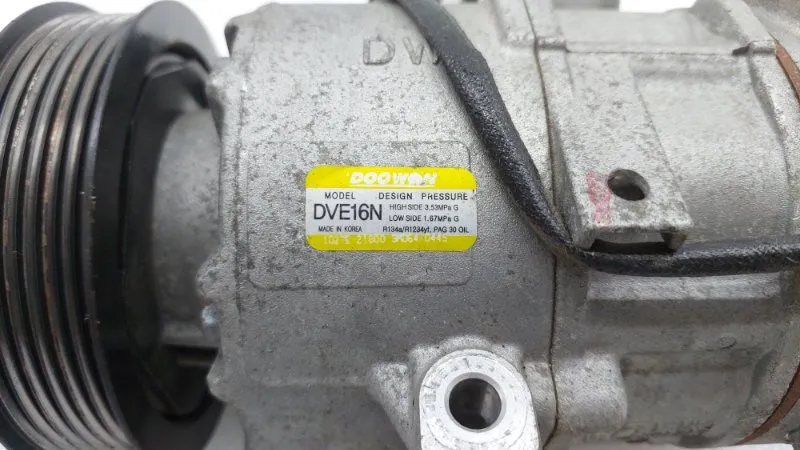 DW
DOOWON
MODEL DESIGN PRESSURE
DVE16N HIGH SIDE 3.53MPa G
LOW SIDE 1.67MPa G
MADE IN KOREA R134a/R1234yf, PAG 30 OIL